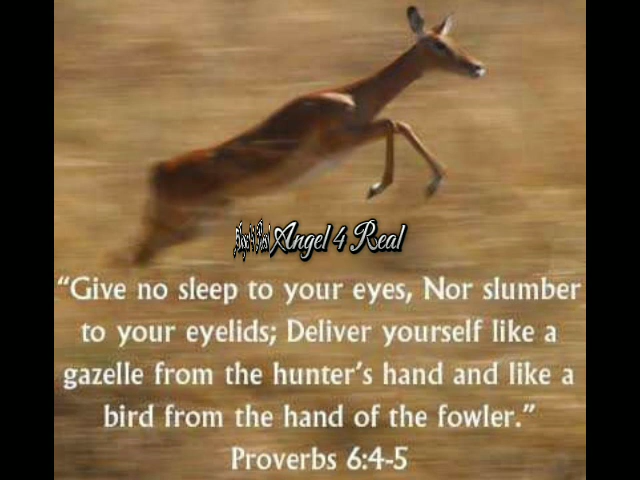 Angel 4 Real
“Give no sleep to your eyes, Nor slumber
to your eyelids; Deliver yourself like a
gazelle from the hunter’s hand and like a
bird from the hand of the fowler.”
Proverbs 6:4-5